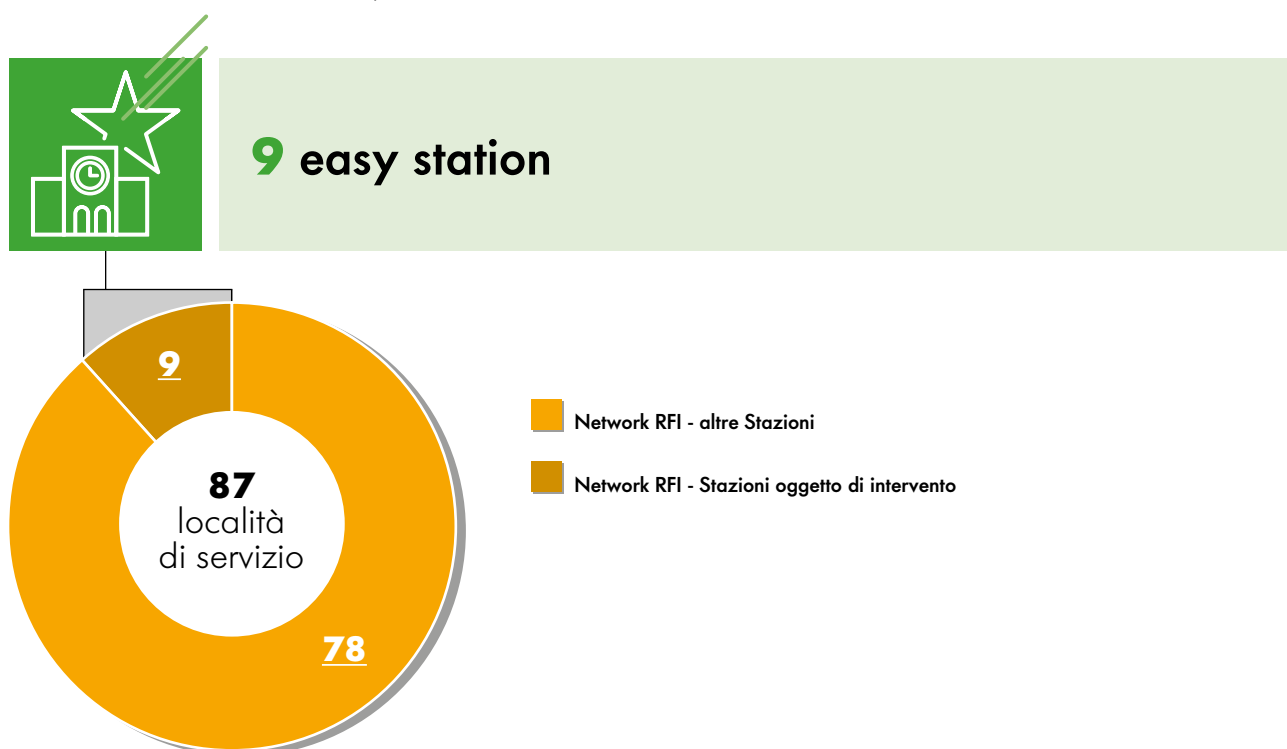 9 easy station
9
87
località
di servizio
78
Network RFI - altre Stazioni
Network RFI - Stazioni oggetto di intervento